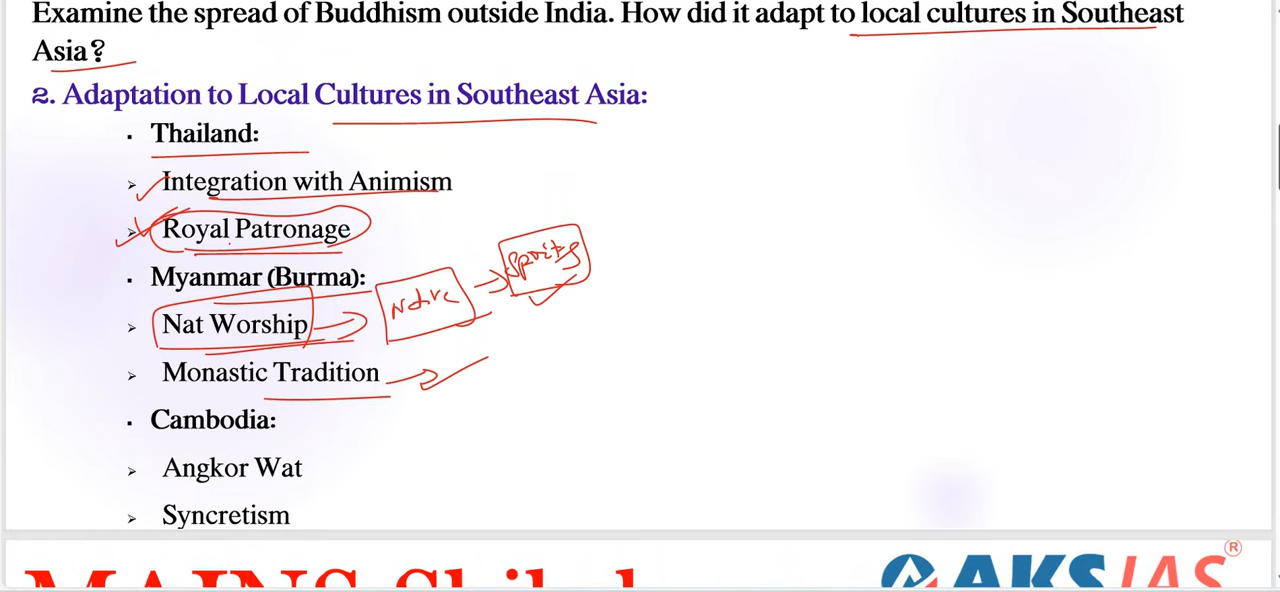 Examine the spread of Buddhism outside India. How did it adapt to local cultures in Southeast
Asia?
2. Adaptation to Local Cultures in Southeast Asia:
▪ Thailand:
➢ Integration with Animism
➢ Royal Patronage
▪ Myanmar (Burma):
➢ Nat Worship
Native
Sprits
➢ Monastic Tradition
▪ Cambodia:
➢ Angkor Wat
➢ Syncretism
AKS IAS ®